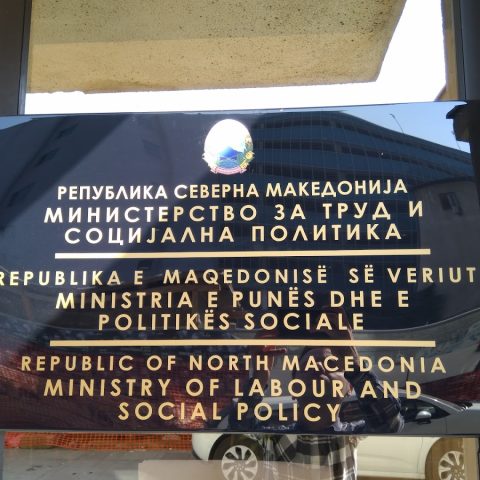 РЕПУБЛИКА СЕВЕРНА МАКЕДОНИЈА
МИНИСТЕРСТВО ЗА ТРУД И
СОЦИЈАЛНА ПОЛИТИКА
REPUBLIKA E MAQEDONISË SË VERIUT
MINISTRIA E PUNËS DHE E
POLITIKËS SOCIALE
REPUBLIC OF NORTH MACEDONIA
MINISTRY OF LABOUR AND
SOCIAL POLICY